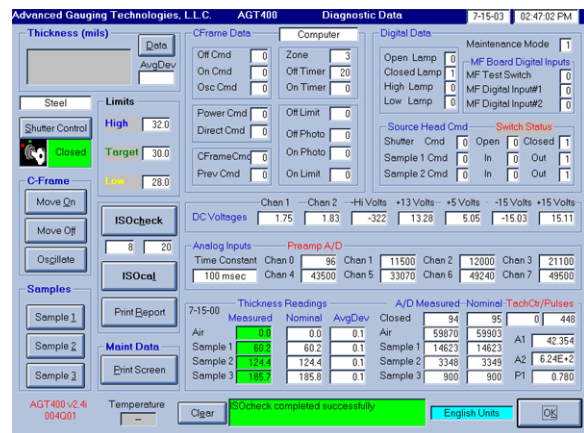 Advanced Gauging Technologies, L.L.C. AGT400 Diagnostic Data 7-15-03 02:47:02 PM
Thickness (mils)
Data
AvgDev
Steel
Shutter Control
Closed
Limits
High 32.0
Target 30.0
Low 28.0
C-Frame
Move On
Move Off
Oscillate
ISOcheck
8 20
ISOcal
Samples
Sample 1
Sample 2
Sample 3
Print Report
Maint Data
Print Screen
CFrame Data Computer
Off Cmd 0 Zone 3
On Cmd 0 Off Timer 20
Osc Cmd 0 On Timer 0
Power Cmd 0 Off Limit 0
Direct Cmd 0 Off Photo 0
CFrameCmd 0 On Photo 0
Prev Cmd 0 On Limit 0
Digital Data
Maintenance Mode 1
Open Lamp 0
Closed Lamp 1
High Lamp 0
Low Lamp 0
MF Board Digital Inputs
MF Test Switch 0
MF Digital Input#1 0
MF Digital Input#2 0
Source Head Cmd Switch Status
Shutter Cmd 0 Open 0 Closed 1
Sample 1 Cmd 0 In 0 Out 1
Sample 2 Cmd 0 In 0 Out 1
Chan 1 Chan 2 -Hi Volts +13 Volts +5 Volts -15 Volts +15 Volts
DC Voltages 1.75 1.83 -322 13.28 5.05 -15.03 15.11
Analog Inputs Preamp A/D
Time Constant Chan 0 96 Chan 1 11500 Chan 2 12000 Chan 3 21100
100 msec Chan 4 43500 Chan 5 33070 Chan 6 49240 Chan 7 49500
7-15-00 Thickness Readings A/D Measured Nominal TachCtr/Pulses
Measured Nominal AvgDev Closed 94 95 0 448
Air 0.0 0.0 0.1 Air 59870 59903 A1 42.354
Sample 1 60.2 60.2 0.1 Sample 1 14623 14623
Sample 2 124.4 124.4 0.1 Sample 2 3348 3349 A2 6.24E+2
Sample 3 185.7 185.8 0.1 Sample 3 900 900 P1 0.780
AGT400 v2.4i
004Q01
Temperature
--
Clear
ISOcheck completed successfully
English Units
OK